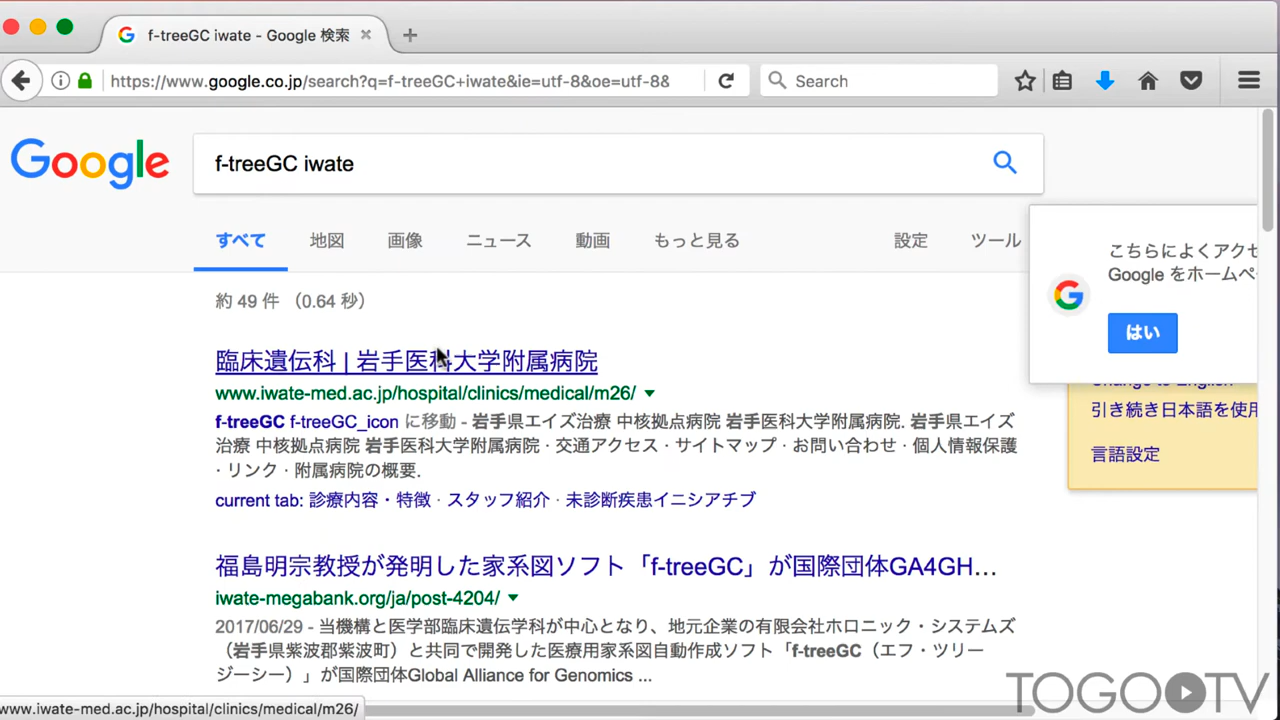 f-treeGC iwate - Google 検索
https://www.google.co.jp/search?q=f-treeGC+iwate&ie=utf-8&oe=utf-8&
Search
Google
f-treeGC iwate
すべて 地図 画像 ニュース 動画 もっと見る 設定 ツール
こちらによくアクセ
Google をホームペ
はい
約 49 件 （0.64 秒）
臨床遺伝科 | 岩手医科大学附属病院
www.iwate-med.ac.jp/hospital/clinics/medical/m26/
f-treeGC f-treeGC_icon に移動 - 岩手県エイズ治療 中核拠点病院 岩手医科大学附属病院. 岩手県エイズ
治療 中核拠点病院 岩手医科大学附属病院 · 交通アクセス · サイトマップ · お問い合わせ · 個人情報保護
· リンク · 附属病院の概要.
current tab: 診療内容・特徴 · スタッフ紹介 · 未診断疾患イニシアチブ
Change to English
引き続き日本語を使用
言語設定
福島明宗教授が発明した家系図ソフト「f-treeGC」が国際団体GA4GH...
iwate-megabank.org/ja/post-4204/
2017/06/29 - 当機構と医学部臨床遺伝学科が中心となり、地元企業の有限会社ホロニック・システムズ
（岩手県紫波郡紫波町）と共同で開発した医療用家系図自動作成ソフト「f-treeGC（エフ・ツリー
ジーシー）」が国際団体Global Alliance for Genomics ...
www.iwate-med.ac.jp/hospital/clinics/medical/m26/
TOGO TV